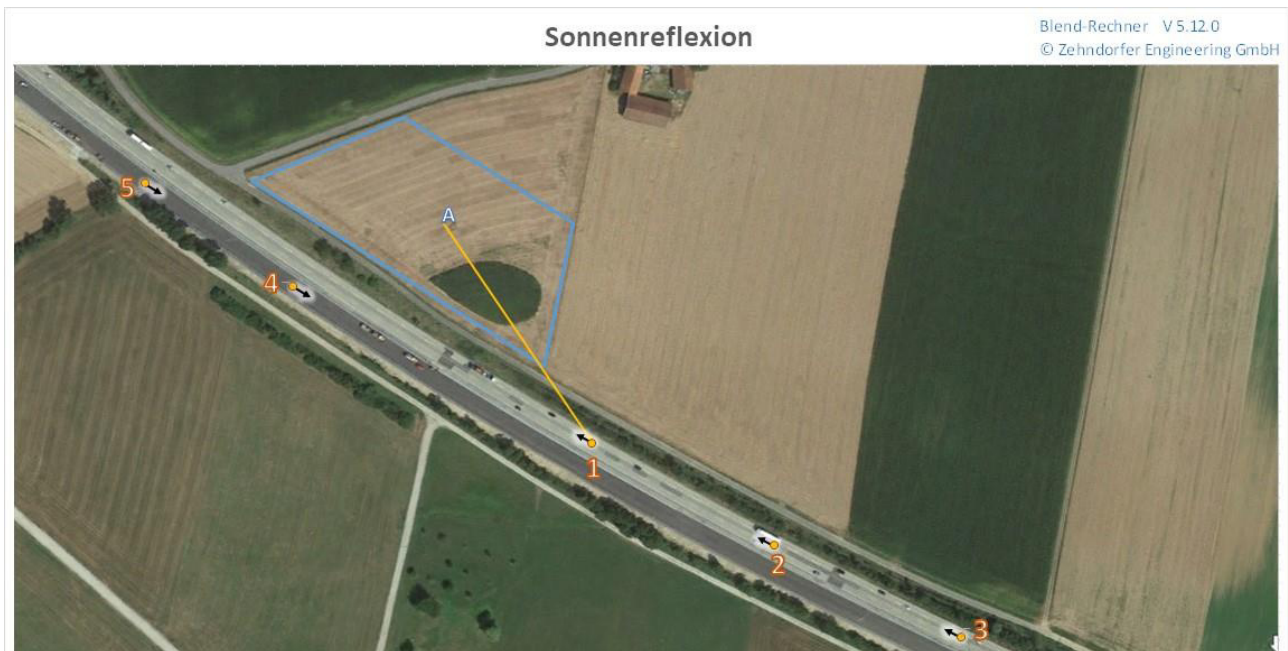 Sonnenreflexion
Blend-Rechner V 5.12.0
© Zehndorfer Engineering GmbH
5
A
4
1
2
3